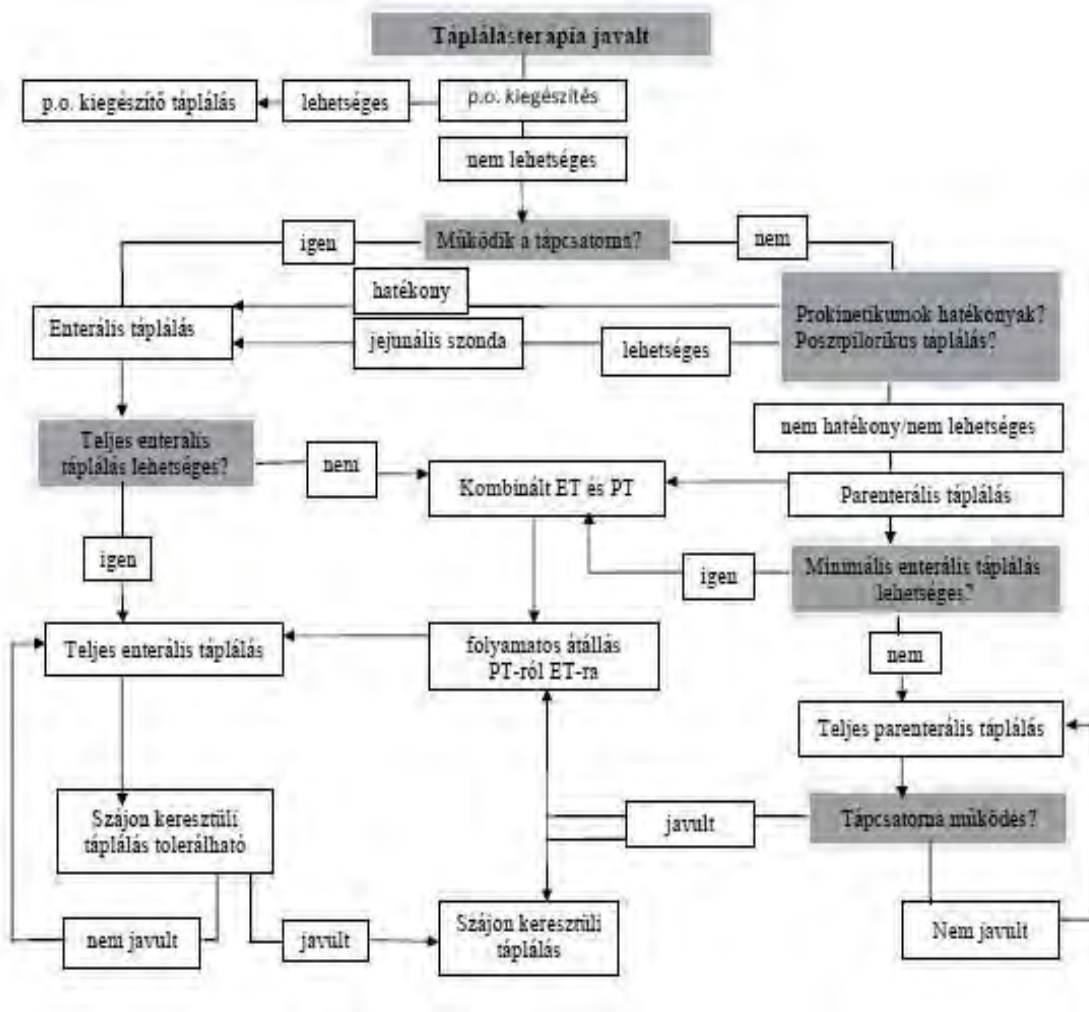 Táplálásterápia javalt
p.o. kiegészítő táplálás
lehetséges
p.o. kiegészítés
nem lehetséges
igen
Működik a tápcsatorna?
nem
hatékony
Enterális táplálás
jejunális szonda
lehetséges
Prokinetikumok hatékonyak?
Posztpilorikus táplálás?
nem hatékony/nem lehetséges
Teljes enterális
táplálás lehetséges?
nem
Kombinált ET és PT
Parenterális táplálás
igen
igen
Minimális enterális táplálás
lehetséges?
Teljes enterális táplálás
folyamatos átállás
PT-ról ET-ra
nem
Teljes parenterális táplálás
Szájon keresztüli
táplálás tolerálható
javult
Tápcsatorna működés?
nem javult
javult
Szájon keresztüli
táplálás
Nem javult